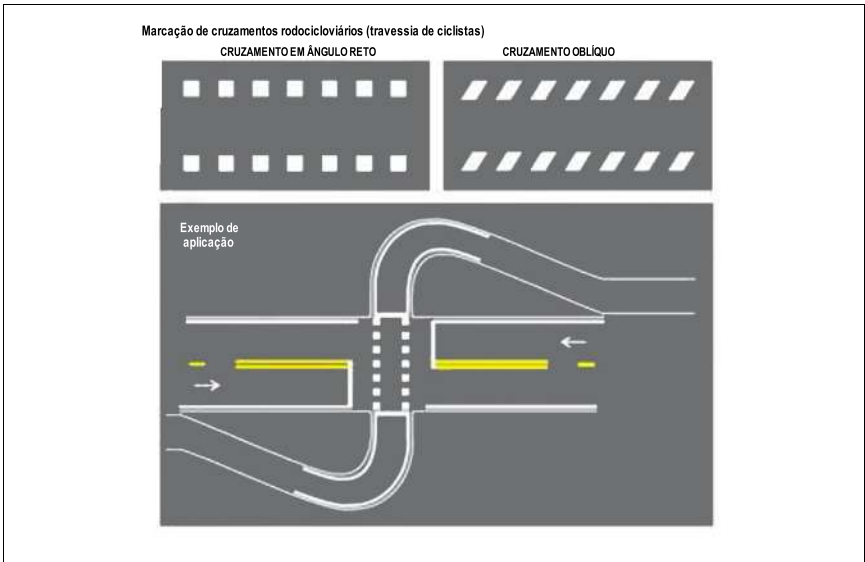 Marcação de cruzamentos rodocicloviários (travessia de ciclistas)
CRUZAMENTO EM ÂNGULO RETO
CRUZAMENTO OBLÍQUO
Exemplo de
aplicação